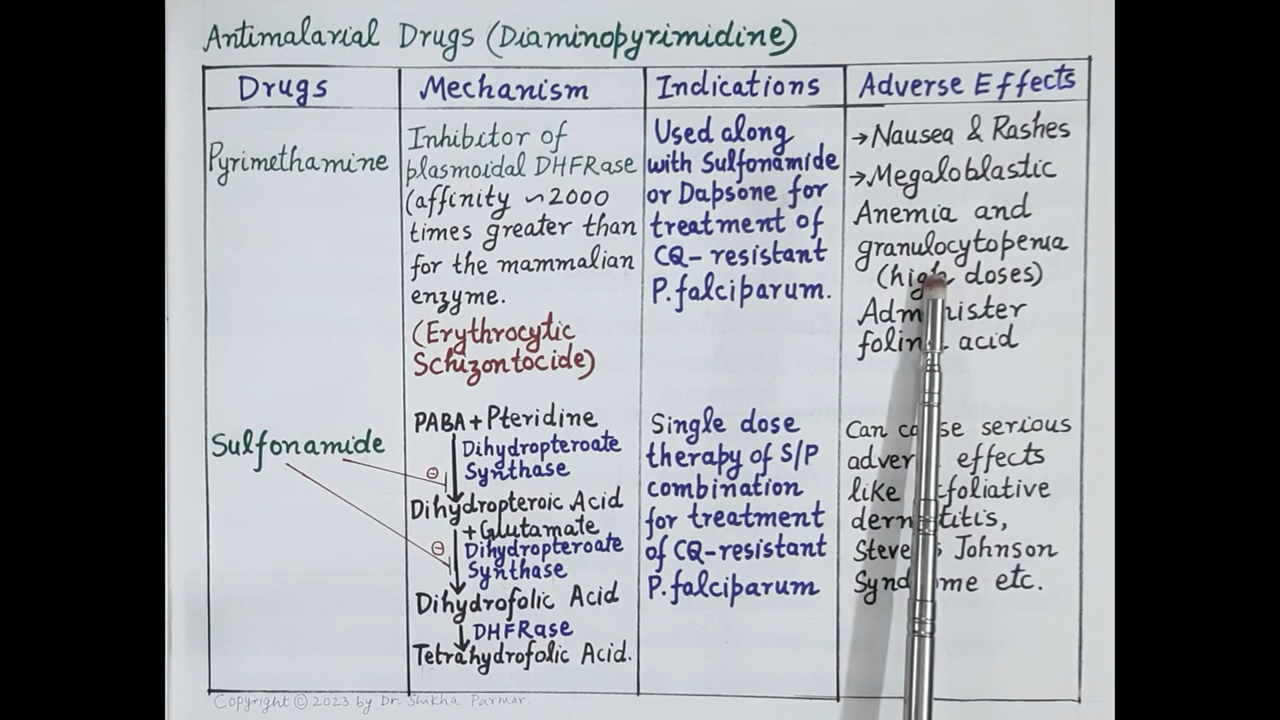 Antimalarial Drugs (Diaminopyrimidine)
Drugs
Mechanism
Indications
Adverse Effects
Pyrimethamine
Inhibitor of
plasmoidal DHFRase
(affinity ~2000
times greater than
for the mammalian
enzyme.
(Erythrocytic
Schizontocide)
Used along
with Sulfonamide
or Dapsone for
treatment of
CQ-resistant
P.falciparum.
→Nausea & Rashes
→Megaloblastic
Anemia and
granulocytopenia
(high doses)
folinic acid
Sulfonamide
PABA+Pteridine
Dihydropteroate
Synthase
⊖
Dihydropteroic Acid
+Glutamate
⊖
Dihydropteroate
Synthase
Dihydrofolic Acid
DHFRase
Tetrahydrofolic Acid.
Single dose
therapy of S/P
combination
for treatment
of CQ-resistant
P.falciparum
Can cause serious
effects
like
Johnson
etc.
Copyright © 2023 by Dr. Shikha Parmar.